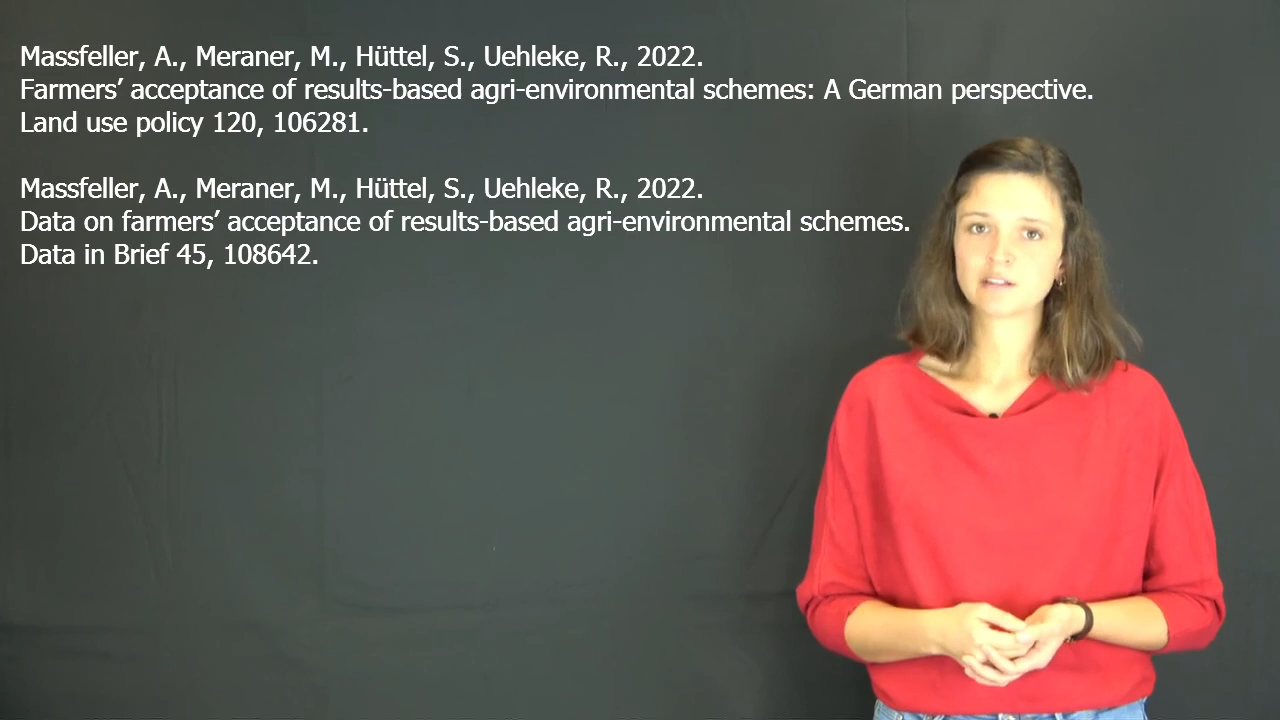 Massfeller, A., Meraner, M., Hüttel, S., Uehleke, R., 2022.
Farmers’ acceptance of results-based agri-environmental schemes: A German perspective.
Land use policy 120, 106281.
Massfeller, A., Meraner, M., Hüttel, S., Uehleke, R., 2022.
Data on farmers’ acceptance of results-based agri-environmental schemes.
Data in Brief 45, 108642.